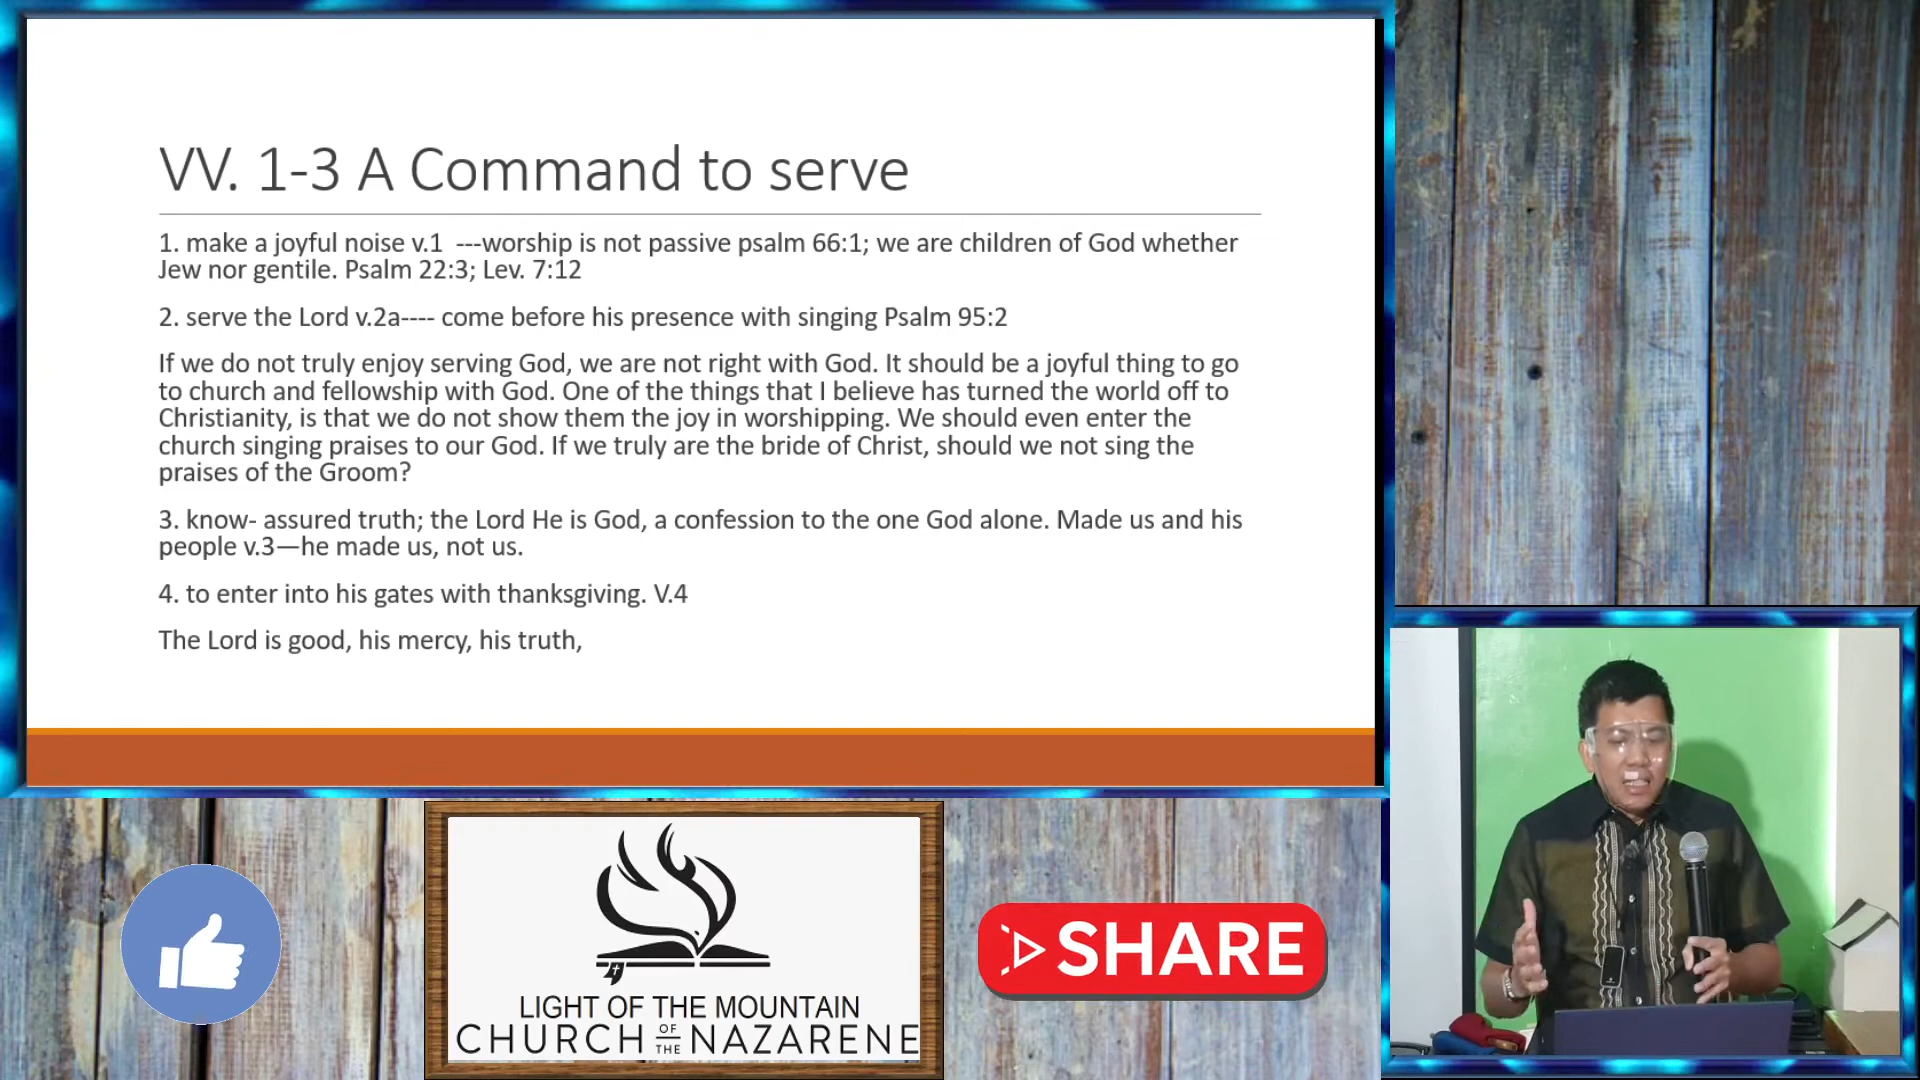 VV. 1-3 A Command to serve
1. make a joyful noise v.1 ---worship is not passive psalm 66:1; we are children of God whether
Jew nor gentile. Psalm 22:3; Lev. 7:12
2. serve the Lord v.2a---- come before his presence with singing Psalm 95:2
If we do not truly enjoy serving God, we are not right with God. It should be a joyful thing to go
to church and fellowship with God. One of the things that I believe has turned the world off to
Christianity, is that we do not show them the joy in worshipping. We should even enter the
church singing praises to our God. If we truly are the bride of Christ, should we not sing the
praises of the Groom?
3. know- assured truth; the Lord He is God, a confession to the one God alone. Made us and his
people v.3—he made us, not us.
4. to enter into his gates with thanksgiving. V.4
The Lord is good, his mercy, his truth,
LIGHT OF THE MOUNTAIN
CHURCH OF THE NAZARENE
SHARE